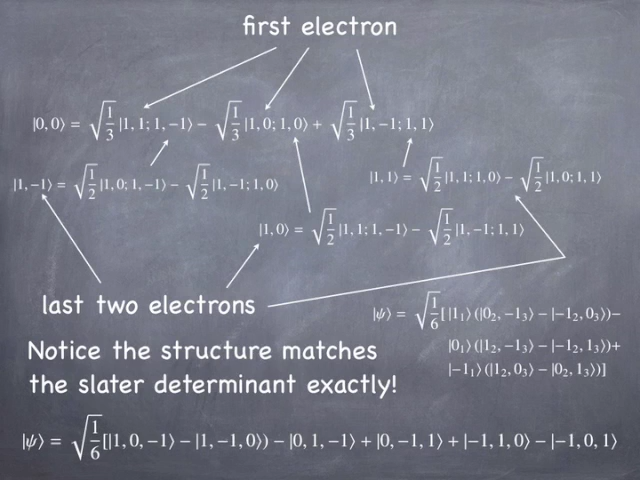 first electron
|0, 0⟩ = √(1/3) |1, 1; 1, −1⟩ − √(1/3) |1, 0; 1, 0⟩ + √(1/3) |1, −1; 1, 1⟩
|1, −1⟩ = √(1/2) |1, 0; 1, −1⟩ − √(1/2) |1, −1; 1, 0⟩
|1, 1⟩ = √(1/2) |1, 1; 1, 0⟩ − √(1/2) |1, 0; 1, 1⟩
|1, 0⟩ = √(1/2) |1, 1; 1, −1⟩ − √(1/2) |1, −1; 1, 1⟩
last two electrons
|ψ⟩ = √(1/6) [ |1₁⟩ (|0₂, −1₃⟩ − |−1₂, 0₃⟩)−
|0₁⟩ (|1₂, −1₃⟩ − |−1₂, 1₃⟩)+
|−1₁⟩ (|1₂, 0₃⟩ − |0₂, 1₃⟩)]
Notice the structure matches
the slater determinant exactly!
|ψ⟩ = √(1/6) [|1, 0, −1⟩ − |1, −1, 0⟩) − |0, 1, −1⟩ + |0, −1, 1⟩ + |−1, 1, 0⟩ − |−1, 0, 1⟩